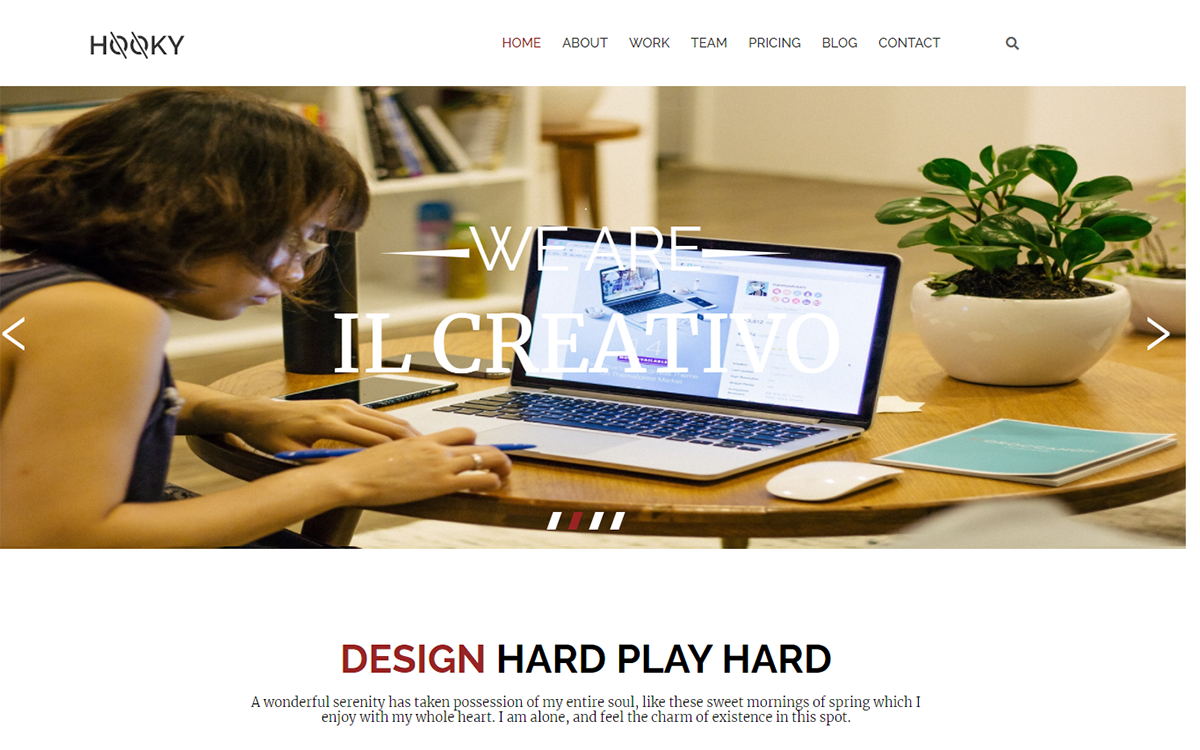 HOOKY
HOME ABOUT WORK TEAM PRICING BLOG CONTACT
WE ARE
IL CREATIVO
DESIGN HARD PLAY HARD
A wonderful serenity has taken possession of my entire soul, like these sweet mornings of spring which I
enjoy with my whole heart. I am alone, and feel the charm of existence in this spot.